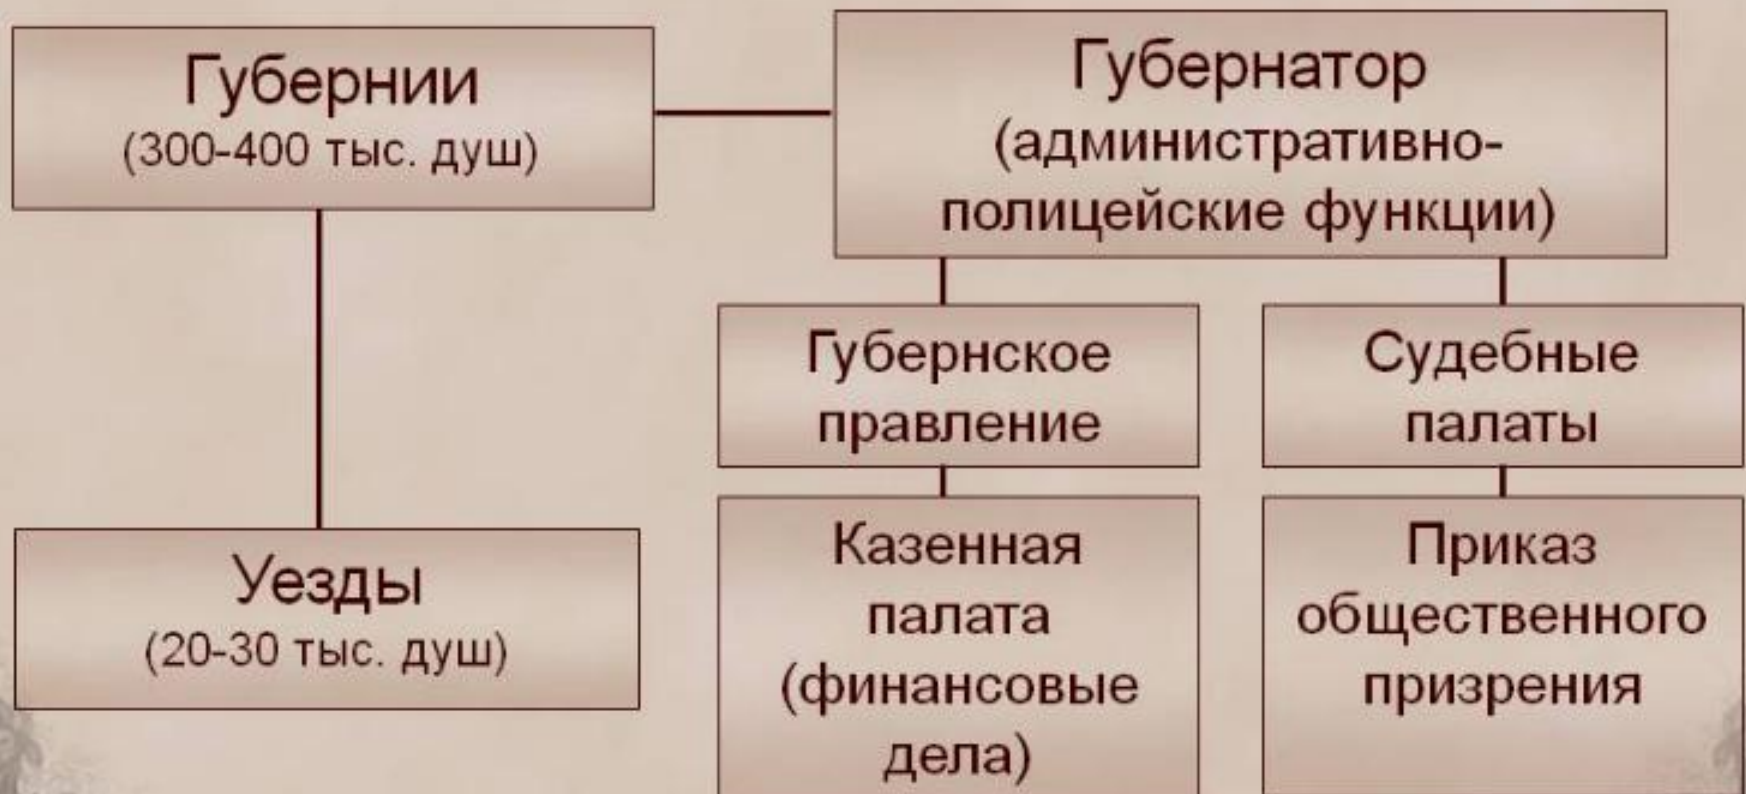 Губернии
(300-400 тыс. душ)
Губернатор
(административно-
полицейские функции)
Губернское
правление
Судебные
палаты
Уезды
(20-30 тыс. душ)
Казенная
палата
(финансовые
дела)
Приказ
общественного
призрения